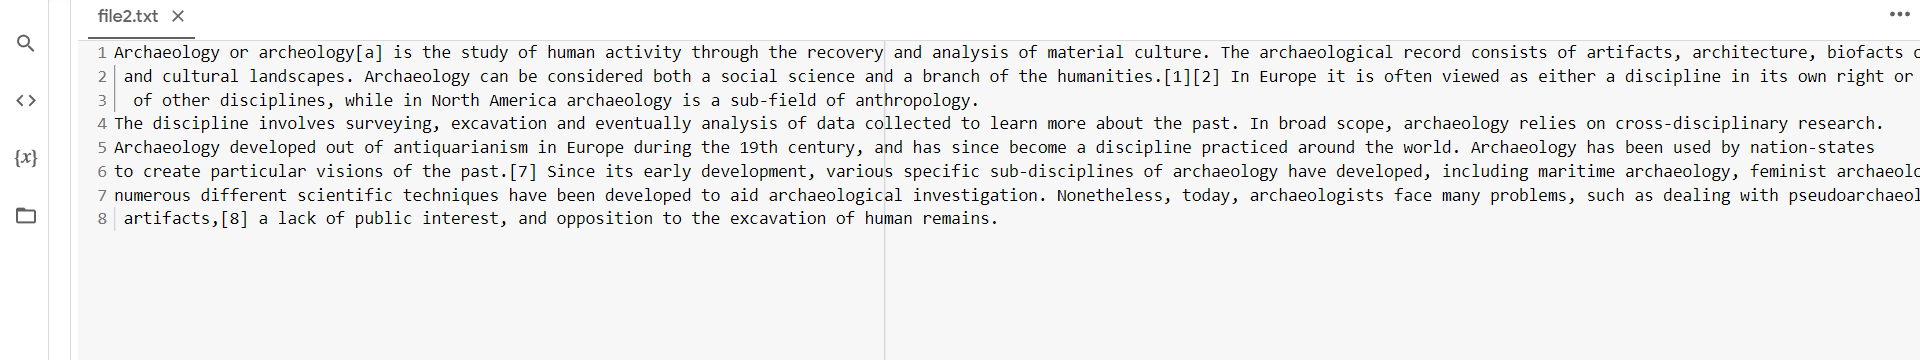 file2.txt
1 Archaeology or archeology[a] is the study of human activity through the recovery and analysis of material culture. The archaeological record consists of artifacts, architecture, biofacts
2 and cultural landscapes. Archaeology can be considered both a social science and a branch of the humanities.[1][2] In Europe it is often viewed as either a discipline in its own right or
{x}
3 of other disciplines, while in North America archaeology is a sub-field of anthropology.
4 The discipline involves surveying, excavation and eventually analysis of data collected to learn more about the past. In broad scope, archaeology relies on cross-disciplinary research.
5 Archaeology developed out of antiquarianism in Europe during the 19th century, and has since become a discipline practiced around the world. Archaeology has been used by nation-states
6 to create particular visions of the past.[7] Since its early development, various specific sub-disciplines of archaeology have developed, including maritime archaeology, feminist
7 numerous different scientific techniques have been developed to aid archaeological investigation. Nonetheless, today, archaeologists face many problems, such as dealing with
8 artifacts,[8] a lack of public interest, and opposition to the excavation of human remains.